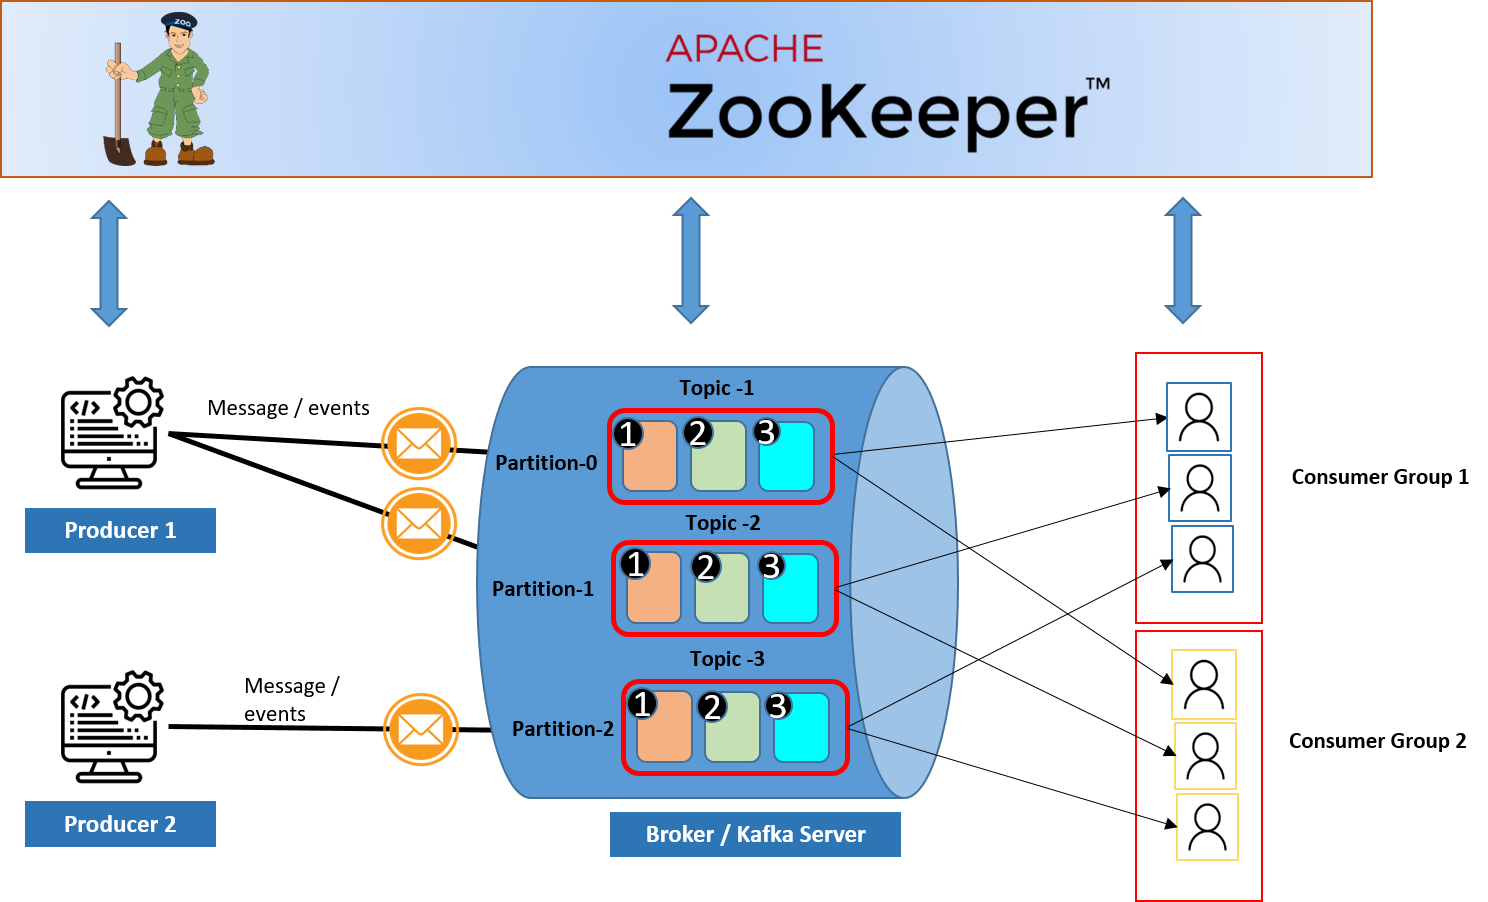 ZOO
APACHE
ZooKeeper™
Message / events
Producer 1
Topic -1
Partition-0
1 2 3
Topic -2
Partition-1
1 2 3
Topic -3
Partition-2
1 2 3
Message /
events
Producer 2
Broker / Kafka Server
Consumer Group 1
Consumer Group 2